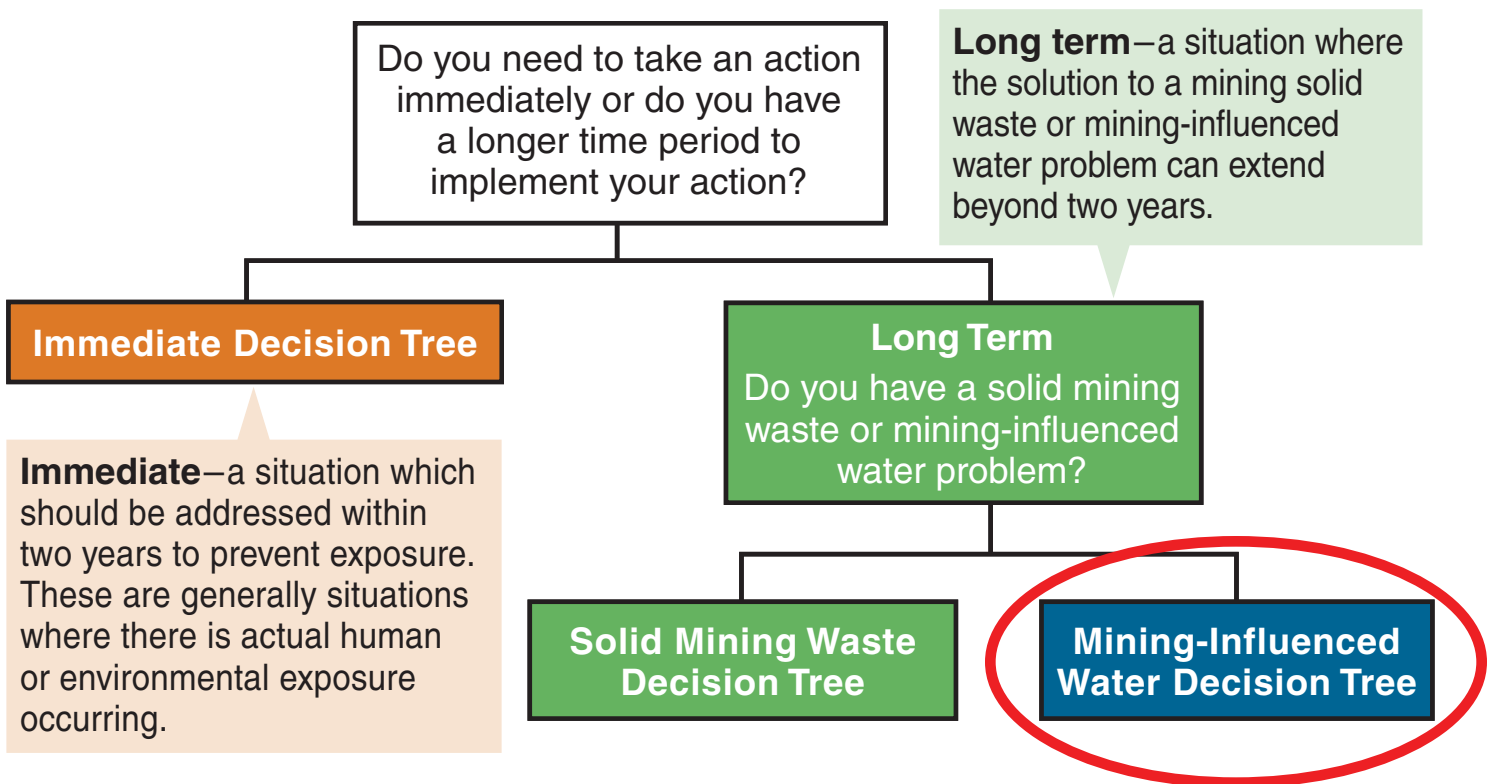 Do you need to take an action
immediately or do you have
a longer time period to
implement your action?
Long term–a situation where
the solution to a mining solid
waste or mining-influenced
water problem can extend
beyond two years.
Immediate Decision Tree
Long Term
Do you have a solid mining
waste or mining-influenced
water problem?
Immediate–a situation which
should be addressed within
two years to prevent exposure.
These are generally situations
where there is actual human
or environmental exposure
occurring.
Solid Mining Waste
Decision Tree
Mining-Influenced
Water Decision Tree